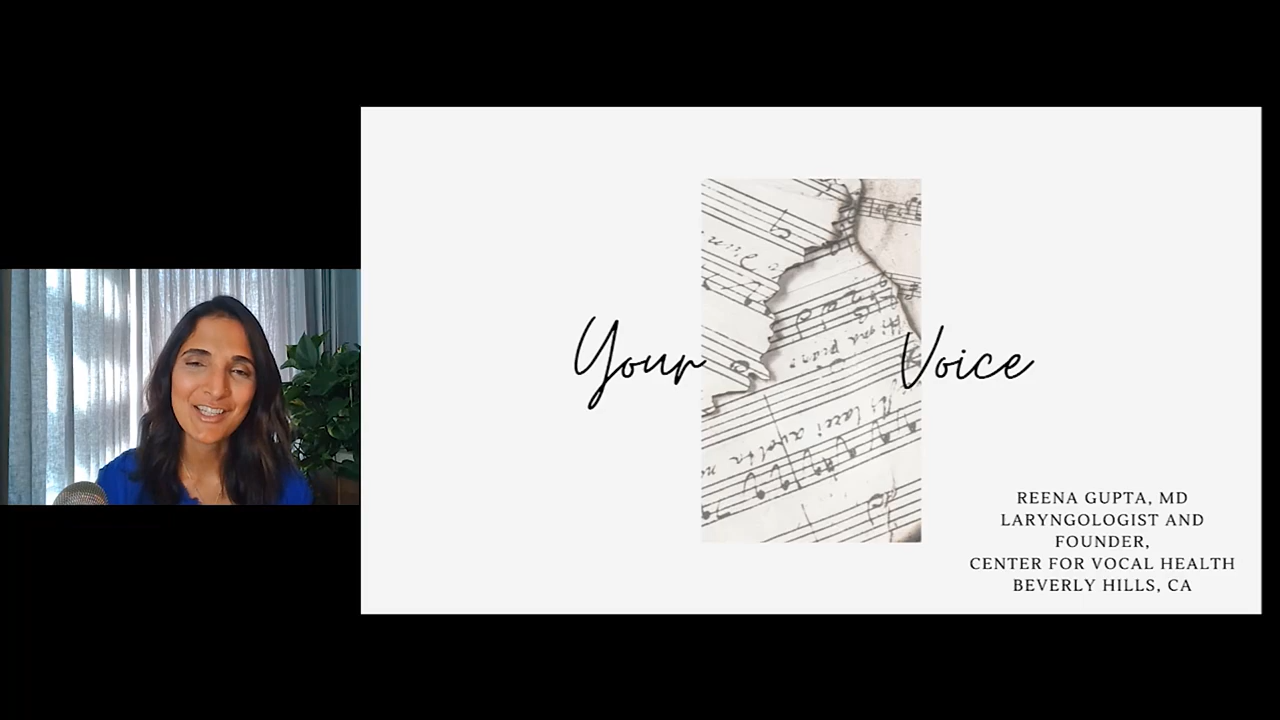 Your Voice
REENA GUPTA, MD
LARYNGOLOGIST AND
FOUNDER,
CENTER FOR VOCAL HEALTH
BEVERLY HILLS, CA